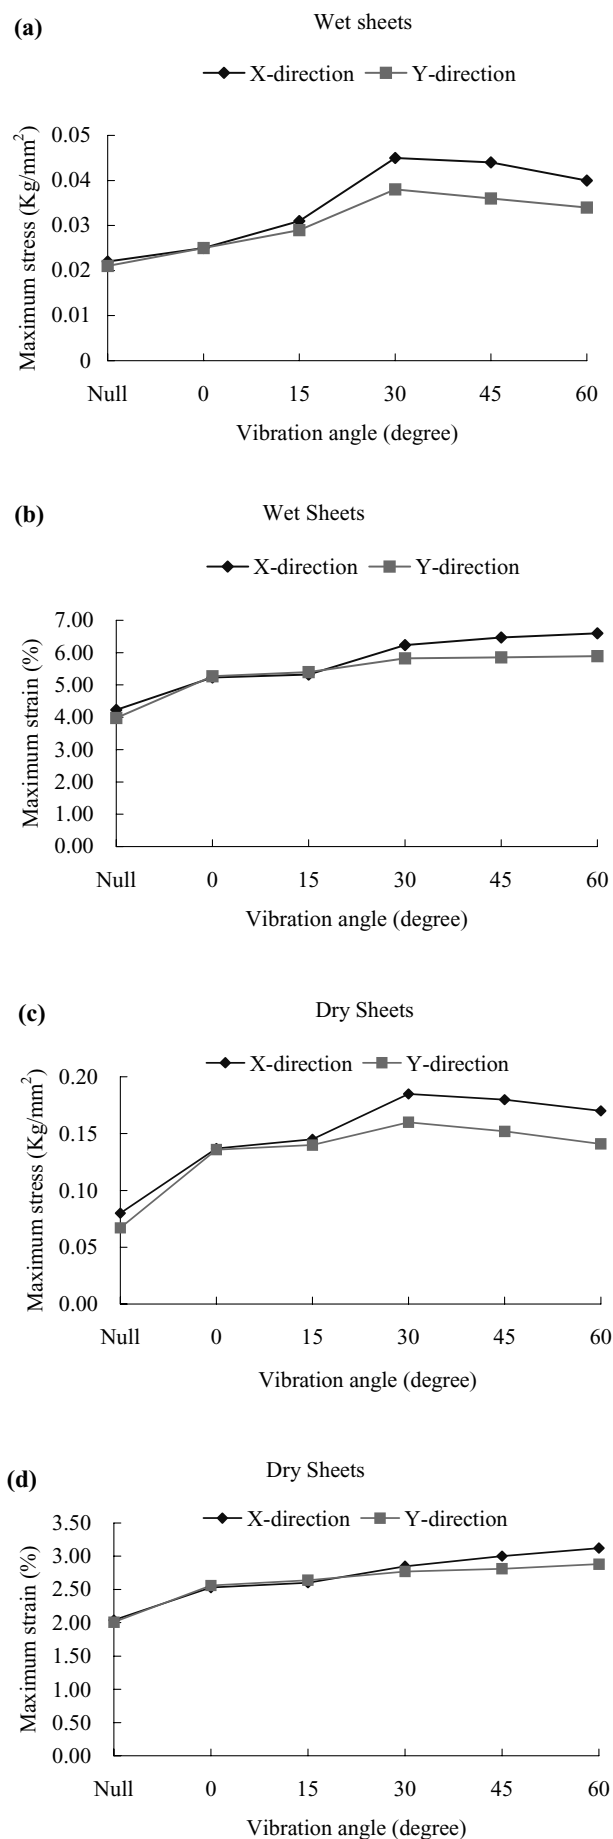 (a)
Wet sheets
X-direction Y-direction
Maximum stress (Kg/mm²)
0.05
0.04
0.03
0.02
0.01
0
Null 0 15 30 45 60
Vibration angle (degree)
(b)
Wet Sheets
X-direction Y-direction
Maximum strain (%)
7.00
6.00
5.00
4.00
3.00
2.00
1.00
0.00
Null 0 15 30 45 60
Vibration angle (degree)
(c)
Dry Sheets
X-direction Y-direction
Maximum stress (Kg/mm²)
0.20
0.15
0.10
0.05
0.00
Null 0 15 30 45 60
Vibration angle (degree)
(d)
Dry Sheets
X-direction Y-direction
Maximum strain (%)
3.50
3.00
2.50
2.00
1.50
1.00
0.50
0.00
Null 0 15 30 45 60
Vibration angle (degree)